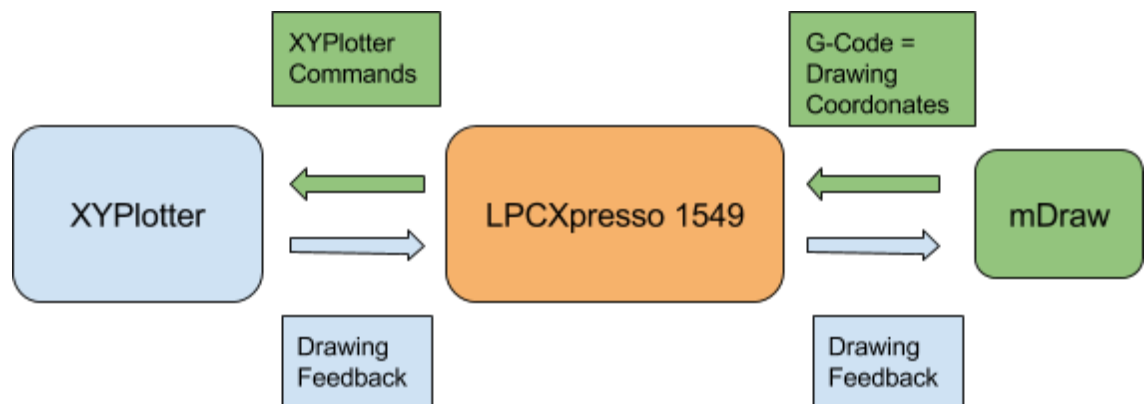 XYPlotter
Commands
G-Code =
Drawing
Coordonates
XYPlotter
LPCXpresso 1549
mDraw
Drawing
Feedback
Drawing
Feedback